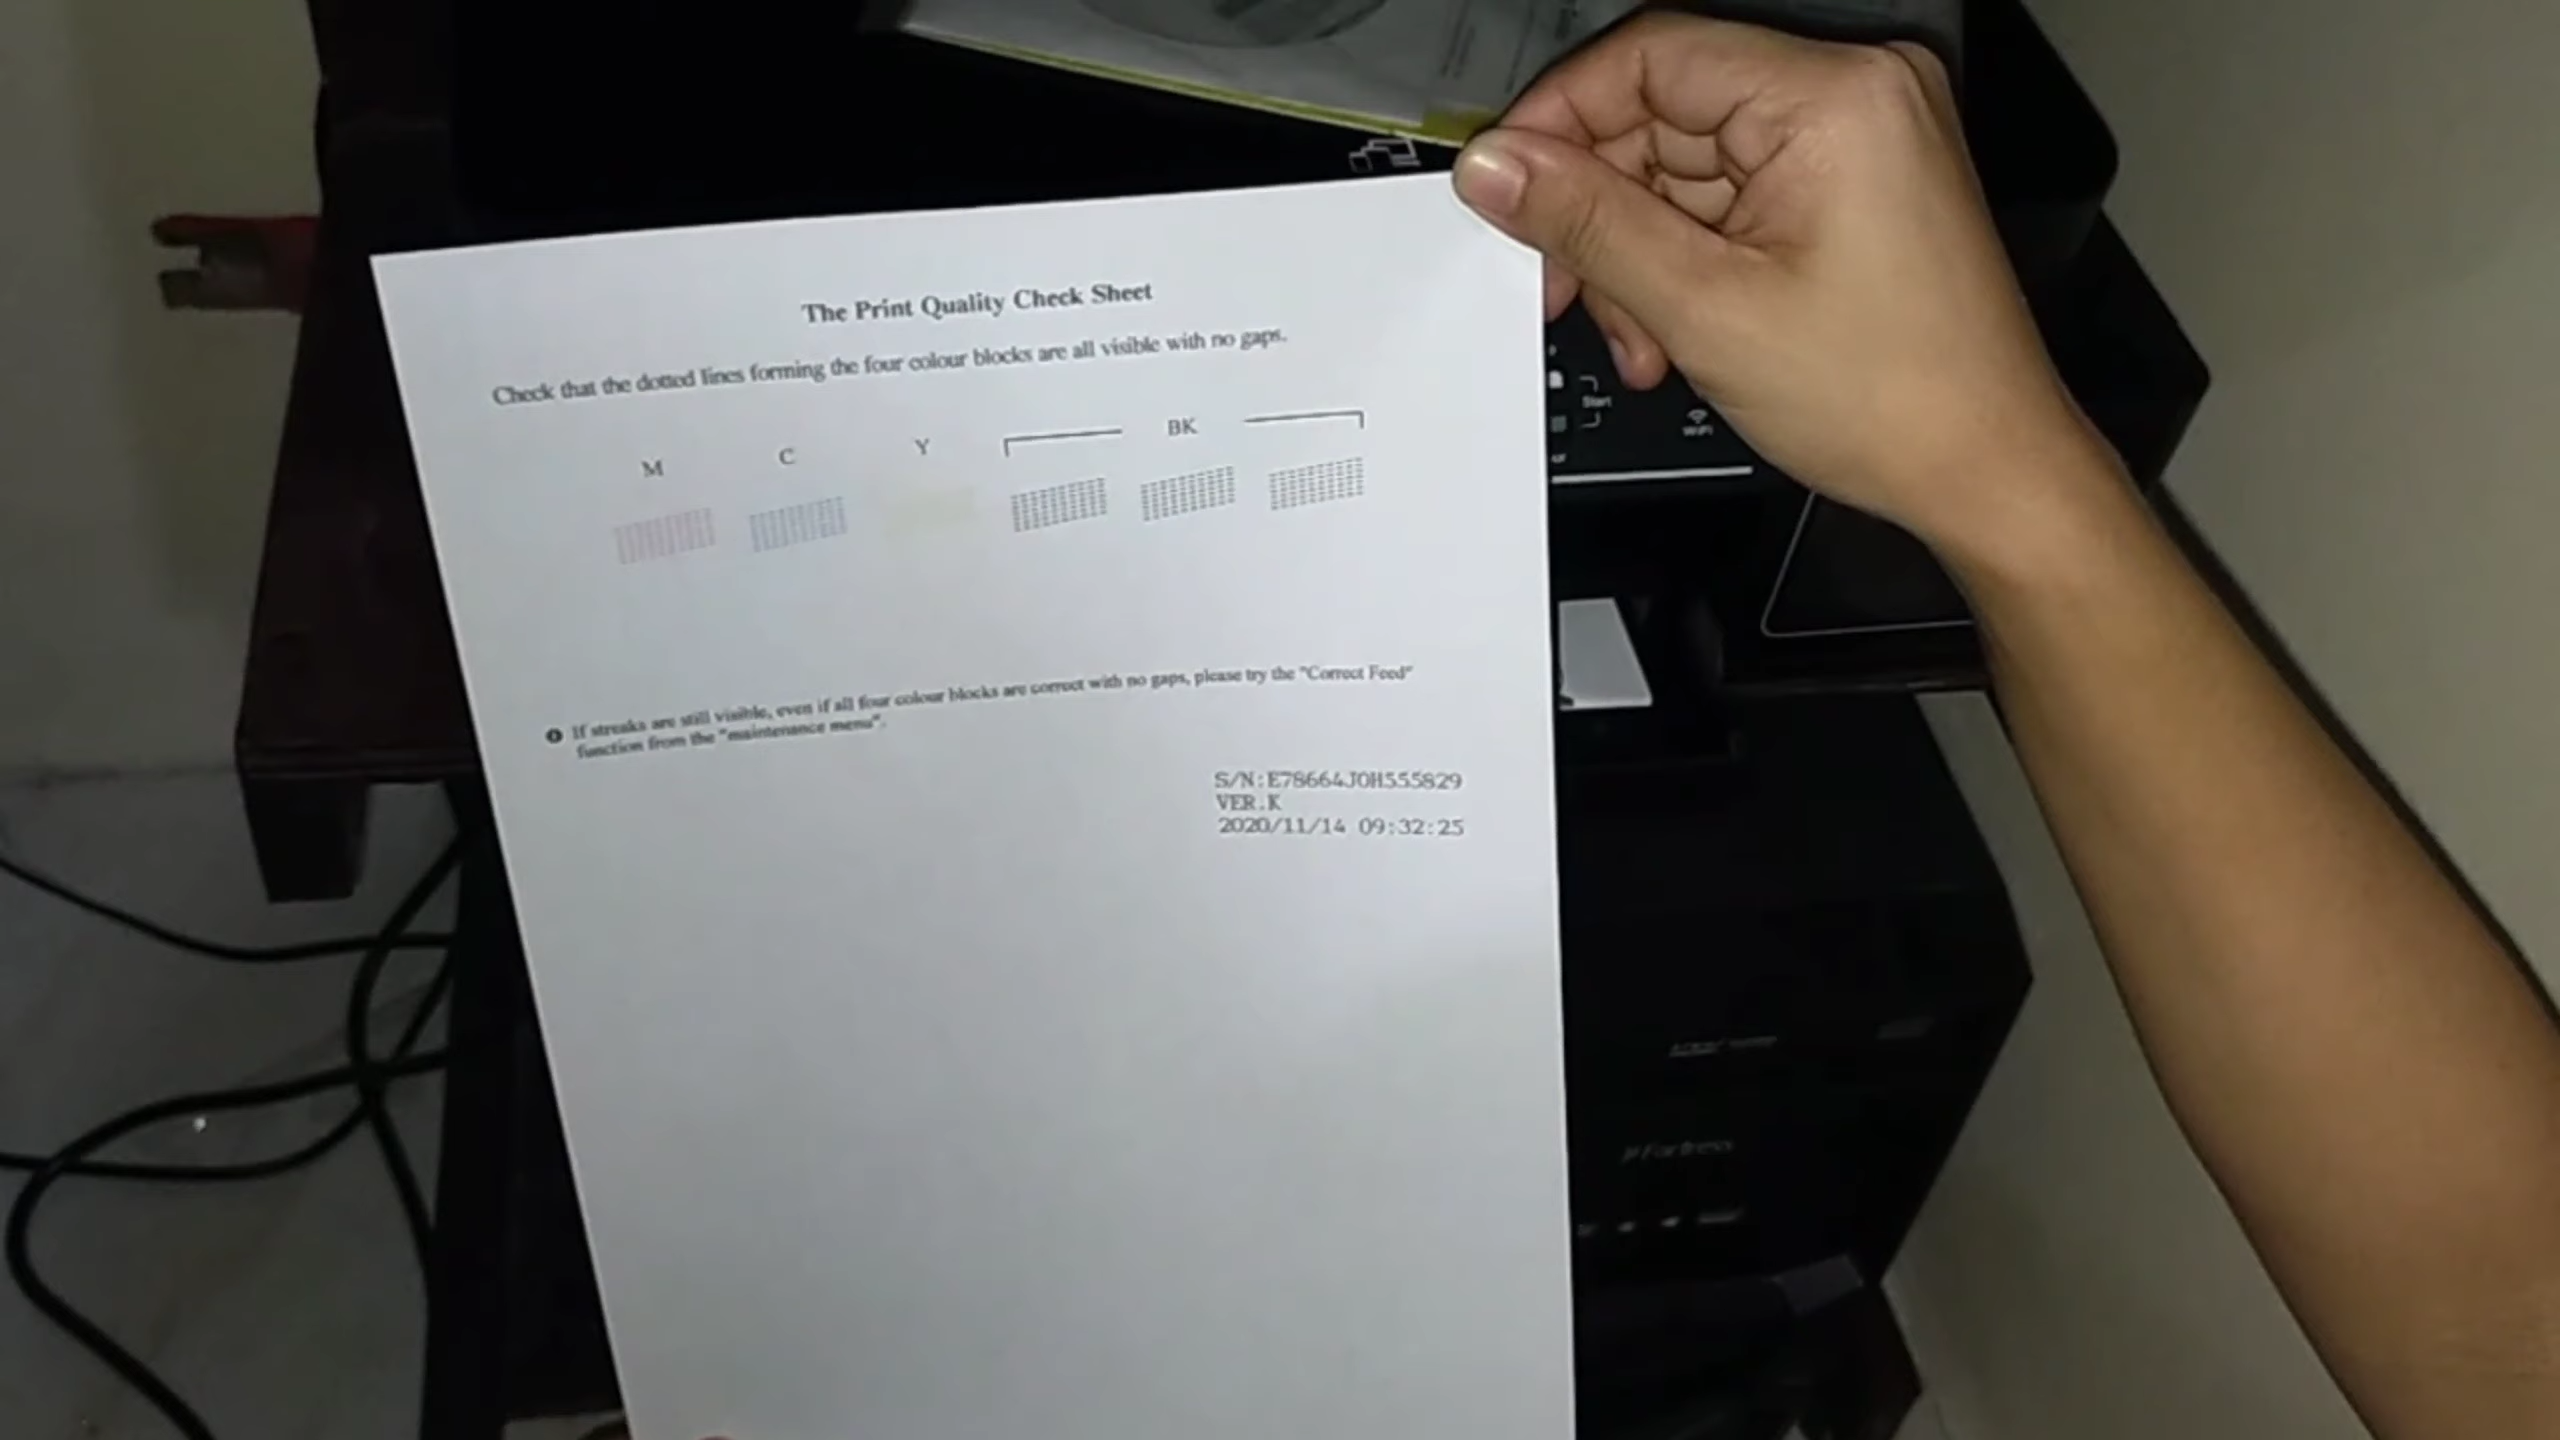 The Print Quality Check Sheet
Check that the dotted lines forming the four colour blocks are all visible with no gaps.
M C Y BK
If streaks are still visible, even if all four colour blocks are correct with no gaps, please try the "Correct Feed"
function from the "maintenance menu".
S/N:E78664J0H555829
VER.K
2020/11/14 09:32:25
Start
WiFi
Fortress